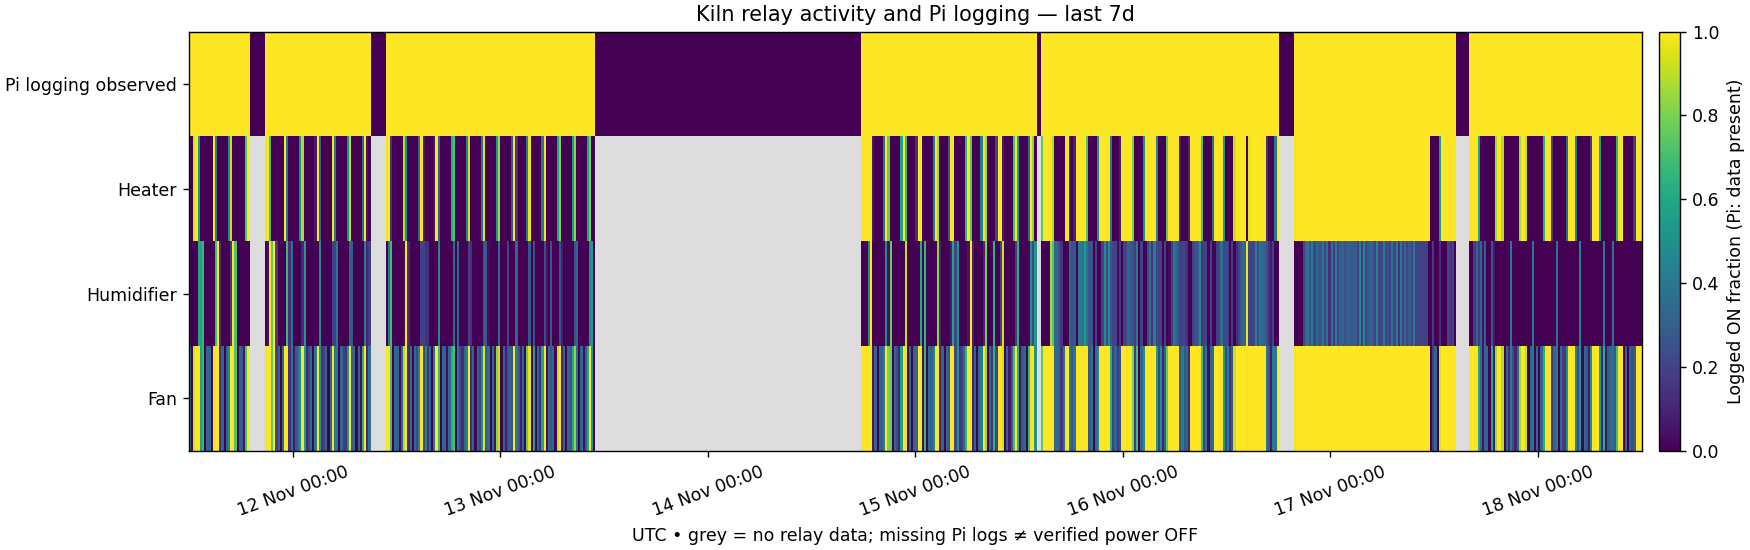 Kiln relay activity and Pi logging — last 7d
Pi logging observed
Heater
Humidifier
Fan
12 Nov 00:00
13 Nov 00:00
14 Nov 00:00
15 Nov 00:00
16 Nov 00:00
17 Nov 00:00
18 Nov 00:00
UTC • grey = no relay data; missing Pi logs ≠ verified power OFF
1.0
0.8
0.6
0.4
0.2
0.0
Logged ON fraction (Pi: data present)